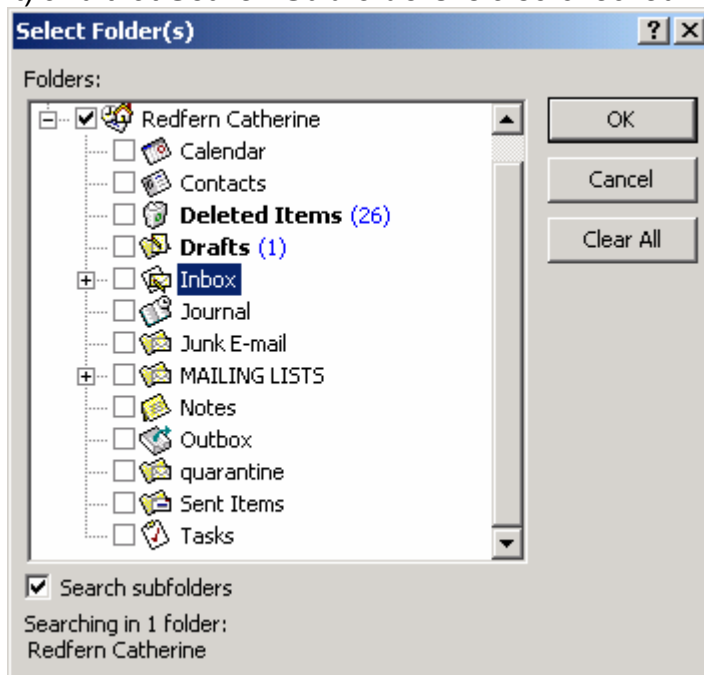 Select Folder(s)
Folders:
Redfern Catherine
Calendar
Contacts
Deleted Items (26)
Drafts (1)
Inbox
Journal
Junk E-mail
MAILING LISTS
Notes
Outbox
quarantine
Sent Items
Tasks
OK
Cancel
Clear All
Search subfolders
Searching in 1 folder:
Redfern Catherine